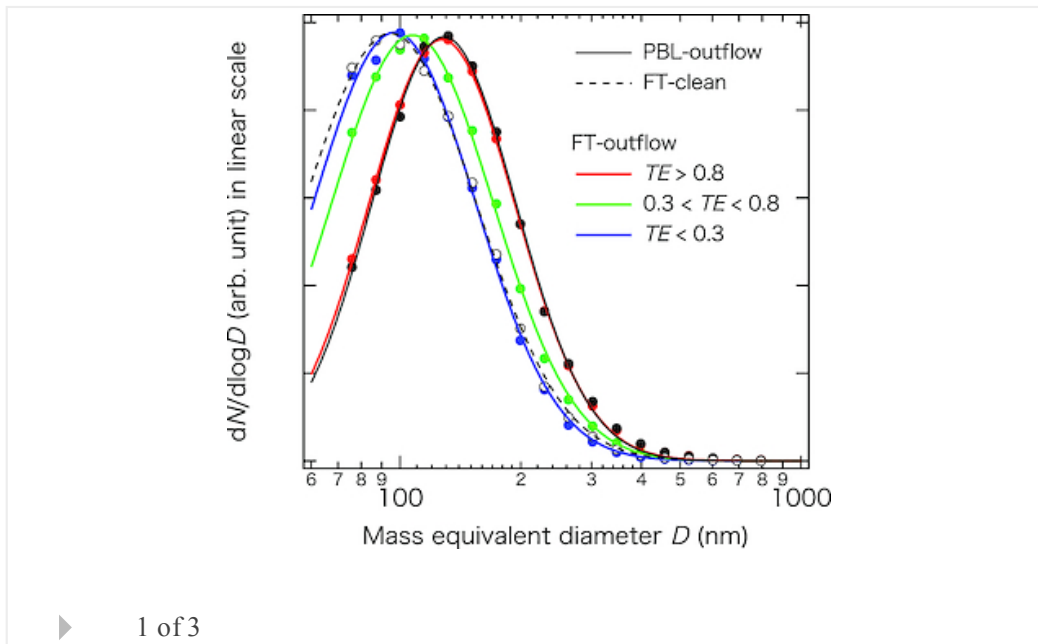 dN/dlogD (arb. unit) in linear scale
PBL-outflow
FT-clean
FT-outflow
TE > 0.8
0.3 < TE < 0.8
TE < 0.3
6 7 8 9 100 2 3 4 5 6 7 8 9 1000
Mass equivalent diameter D (nm)
1 of 3